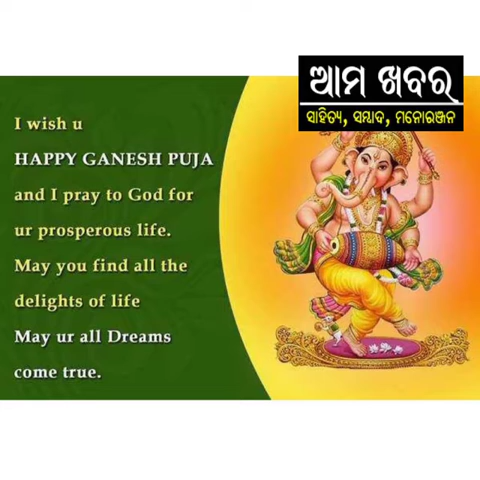 ଆମ ଖବର
ସାହିତ୍ୟ, ସମ୍ବାଦ, ମନୋରଞ୍ଜନ
I wish u
HAPPY GANESH PUJA
and I pray to God for
ur prosperous life.
May you find all the
delights of life
May ur all Dreams
come true.